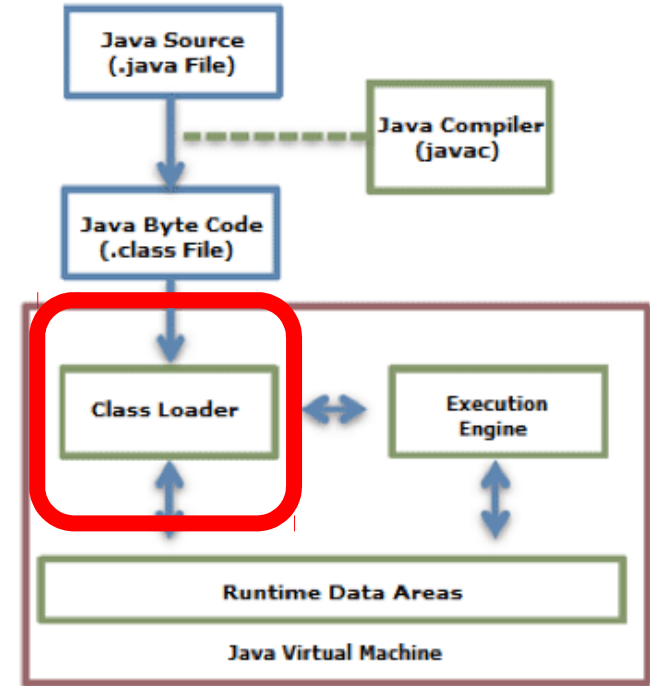 Java Source
(.java File)
Java Compiler
(javac)
Java Byte Code
(.class File)
Class Loader
Execution
Engine
Runtime Data Areas
Java Virtual Machine